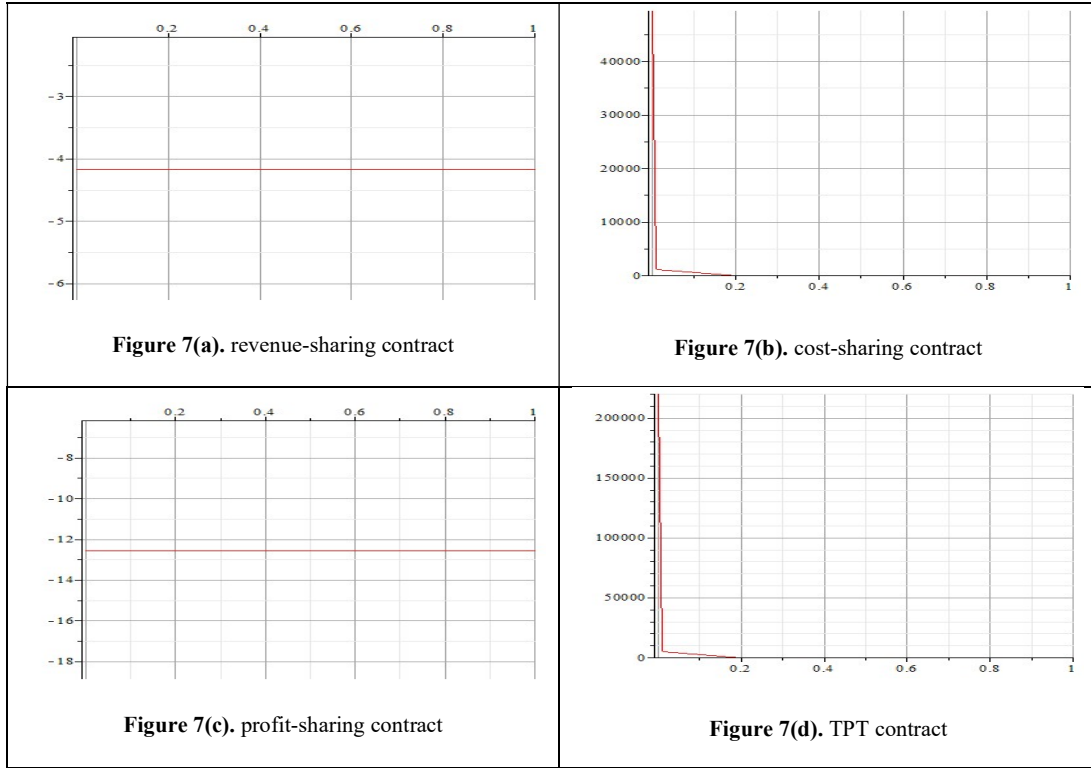 0.2 0.4 0.6 0.8 1
-3
-4
-5
-6
Figure 7(a). revenue-sharing contract
40000
30000
20000
10000
0
0.2 0.4 0.6 0.8 1
Figure 7(b). cost-sharing contract
0.2 0.4 0.6 0.8 1
-8
-10
-12
-14
-16
-18
Figure 7(c). profit-sharing contract
200000
150000
100000
50000
0
0.2 0.4 0.6 0.8 1
Figure 7(d). TPT contract